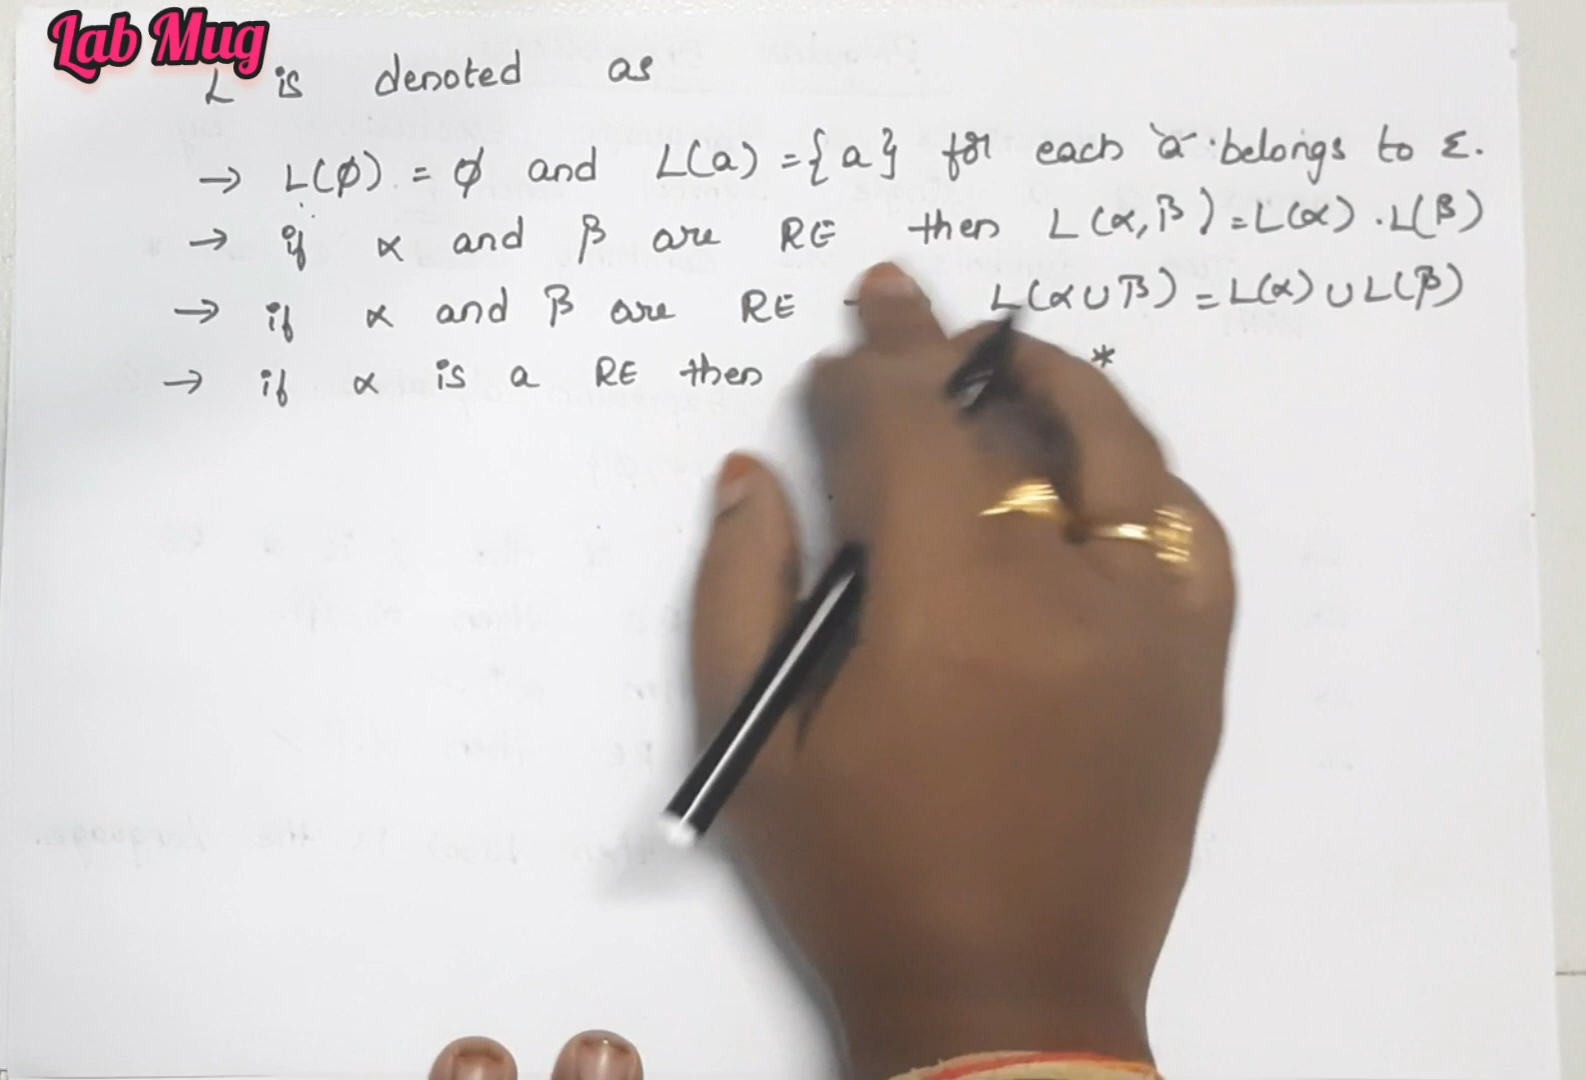 Lab Mug
L is denoted as
→ L(ϕ) = ϕ and L(a) = {a} for each 'a' belongs to Σ.
→ if α and β are RE then L(α,β) = L(α) . L(β)
→ if α and β are RE L(α∪β) = L(α) ∪ L(β)
→ if α is a RE then *